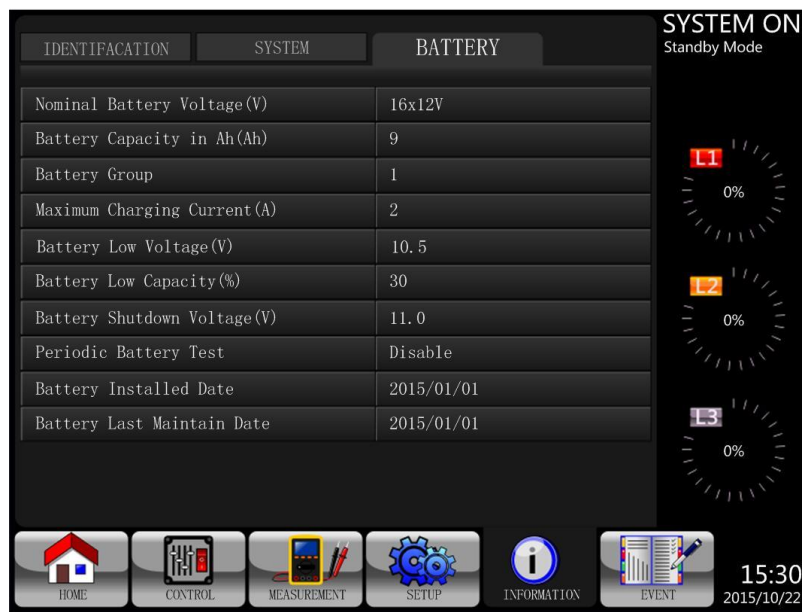 IDENTIFACATION SYSTEM BATTERY
SYSTEM ON
Standby Mode
Nominal Battery Voltage(V) 16x12V
Battery Capacity in Ah(Ah) 9
Battery Group 1
Maximum Charging Current(A) 2
Battery Low Voltage(V) 10.5
Battery Low Capacity(%) 30
Battery Shutdown Voltage(V) 11.0
Periodic Battery Test Disable
Battery Installed Date 2015/01/01
Battery Last Maintain Date 2015/01/01
L1
0%
L2
0%
L3
0%
HOME CONTROL MEASUREMENT SETUP INFORMATION EVENT
15:30
2015/10/22